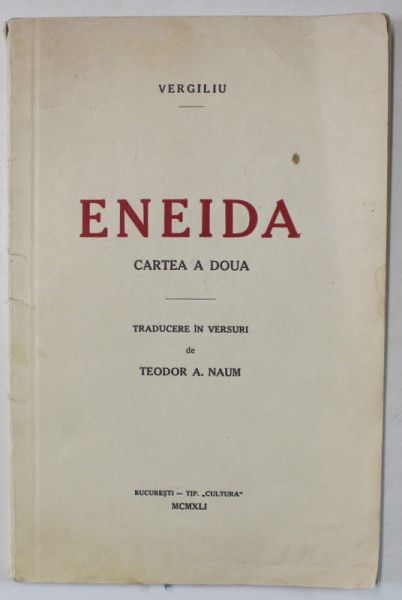 VERGILIU
ENEIDA
CARTEA A DOUA
TRADUCERE ÎN VERSURI
de
TEODOR A. NAUM
BUCUREȘTI — TIP. „CULTURA”
MCMXLI